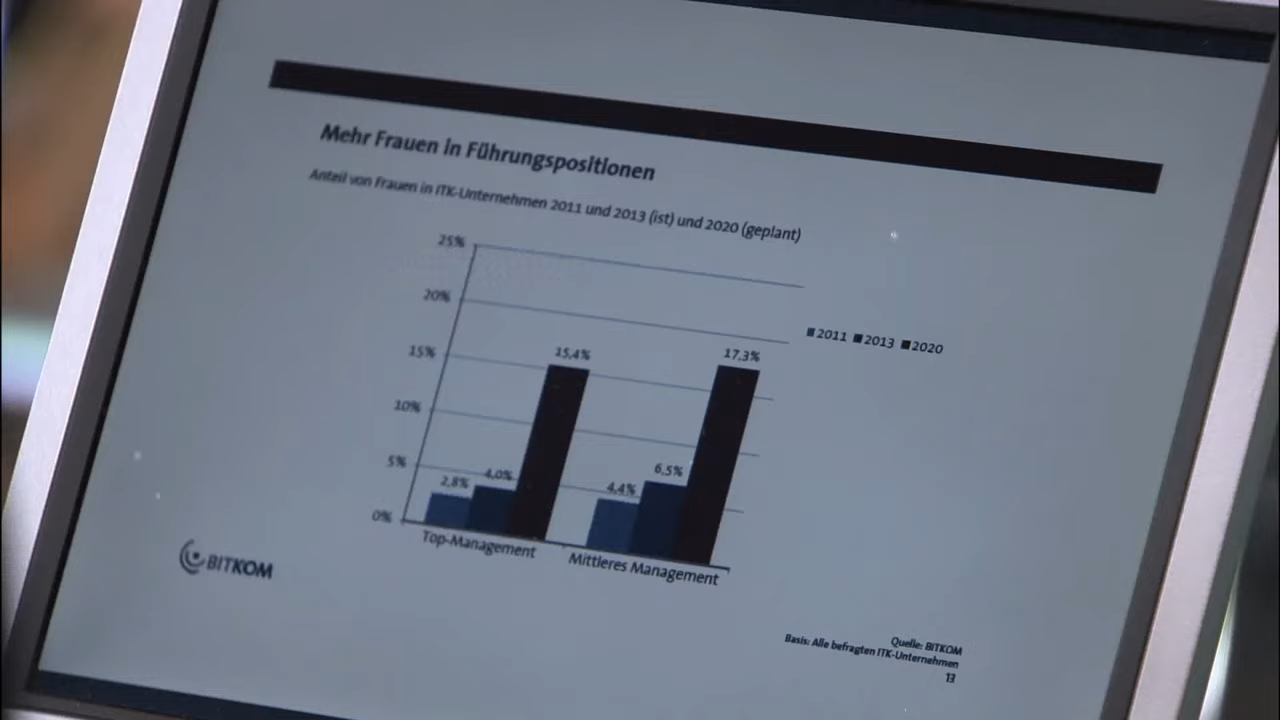 Mehr Frauen in Führungspositionen
Anteil von Frauen in ITK-Unternehmen 2011 und 2013 (ist) und 2020 (geplant)
25%
20%
15%
10%
5%
0%
2,8%
4,0%
15,4%
4,4%
6,5%
17,3%
Top-Management
Mittleres Management
2011 2013 2020
BITKOM
Quelle: BITKOM
Basis: Alle befragten ITK-Unternehmen
13